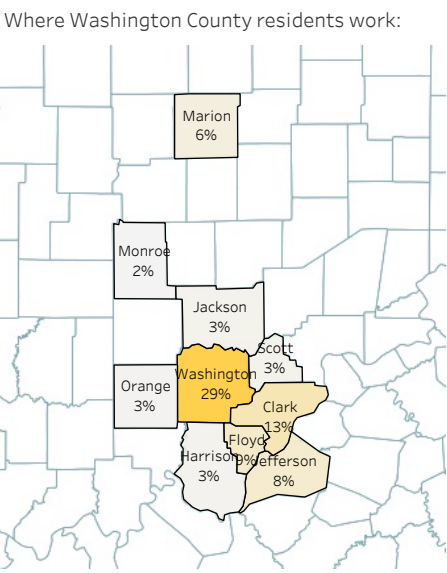 Where Washington County residents work:
Marion
6%
Monroe
2%
Jackson
3%
Scott
3%
Washington
29%
Orange
3%
Clark
13%
Floyd
9%
Harrison
3%
Jefferson
8%